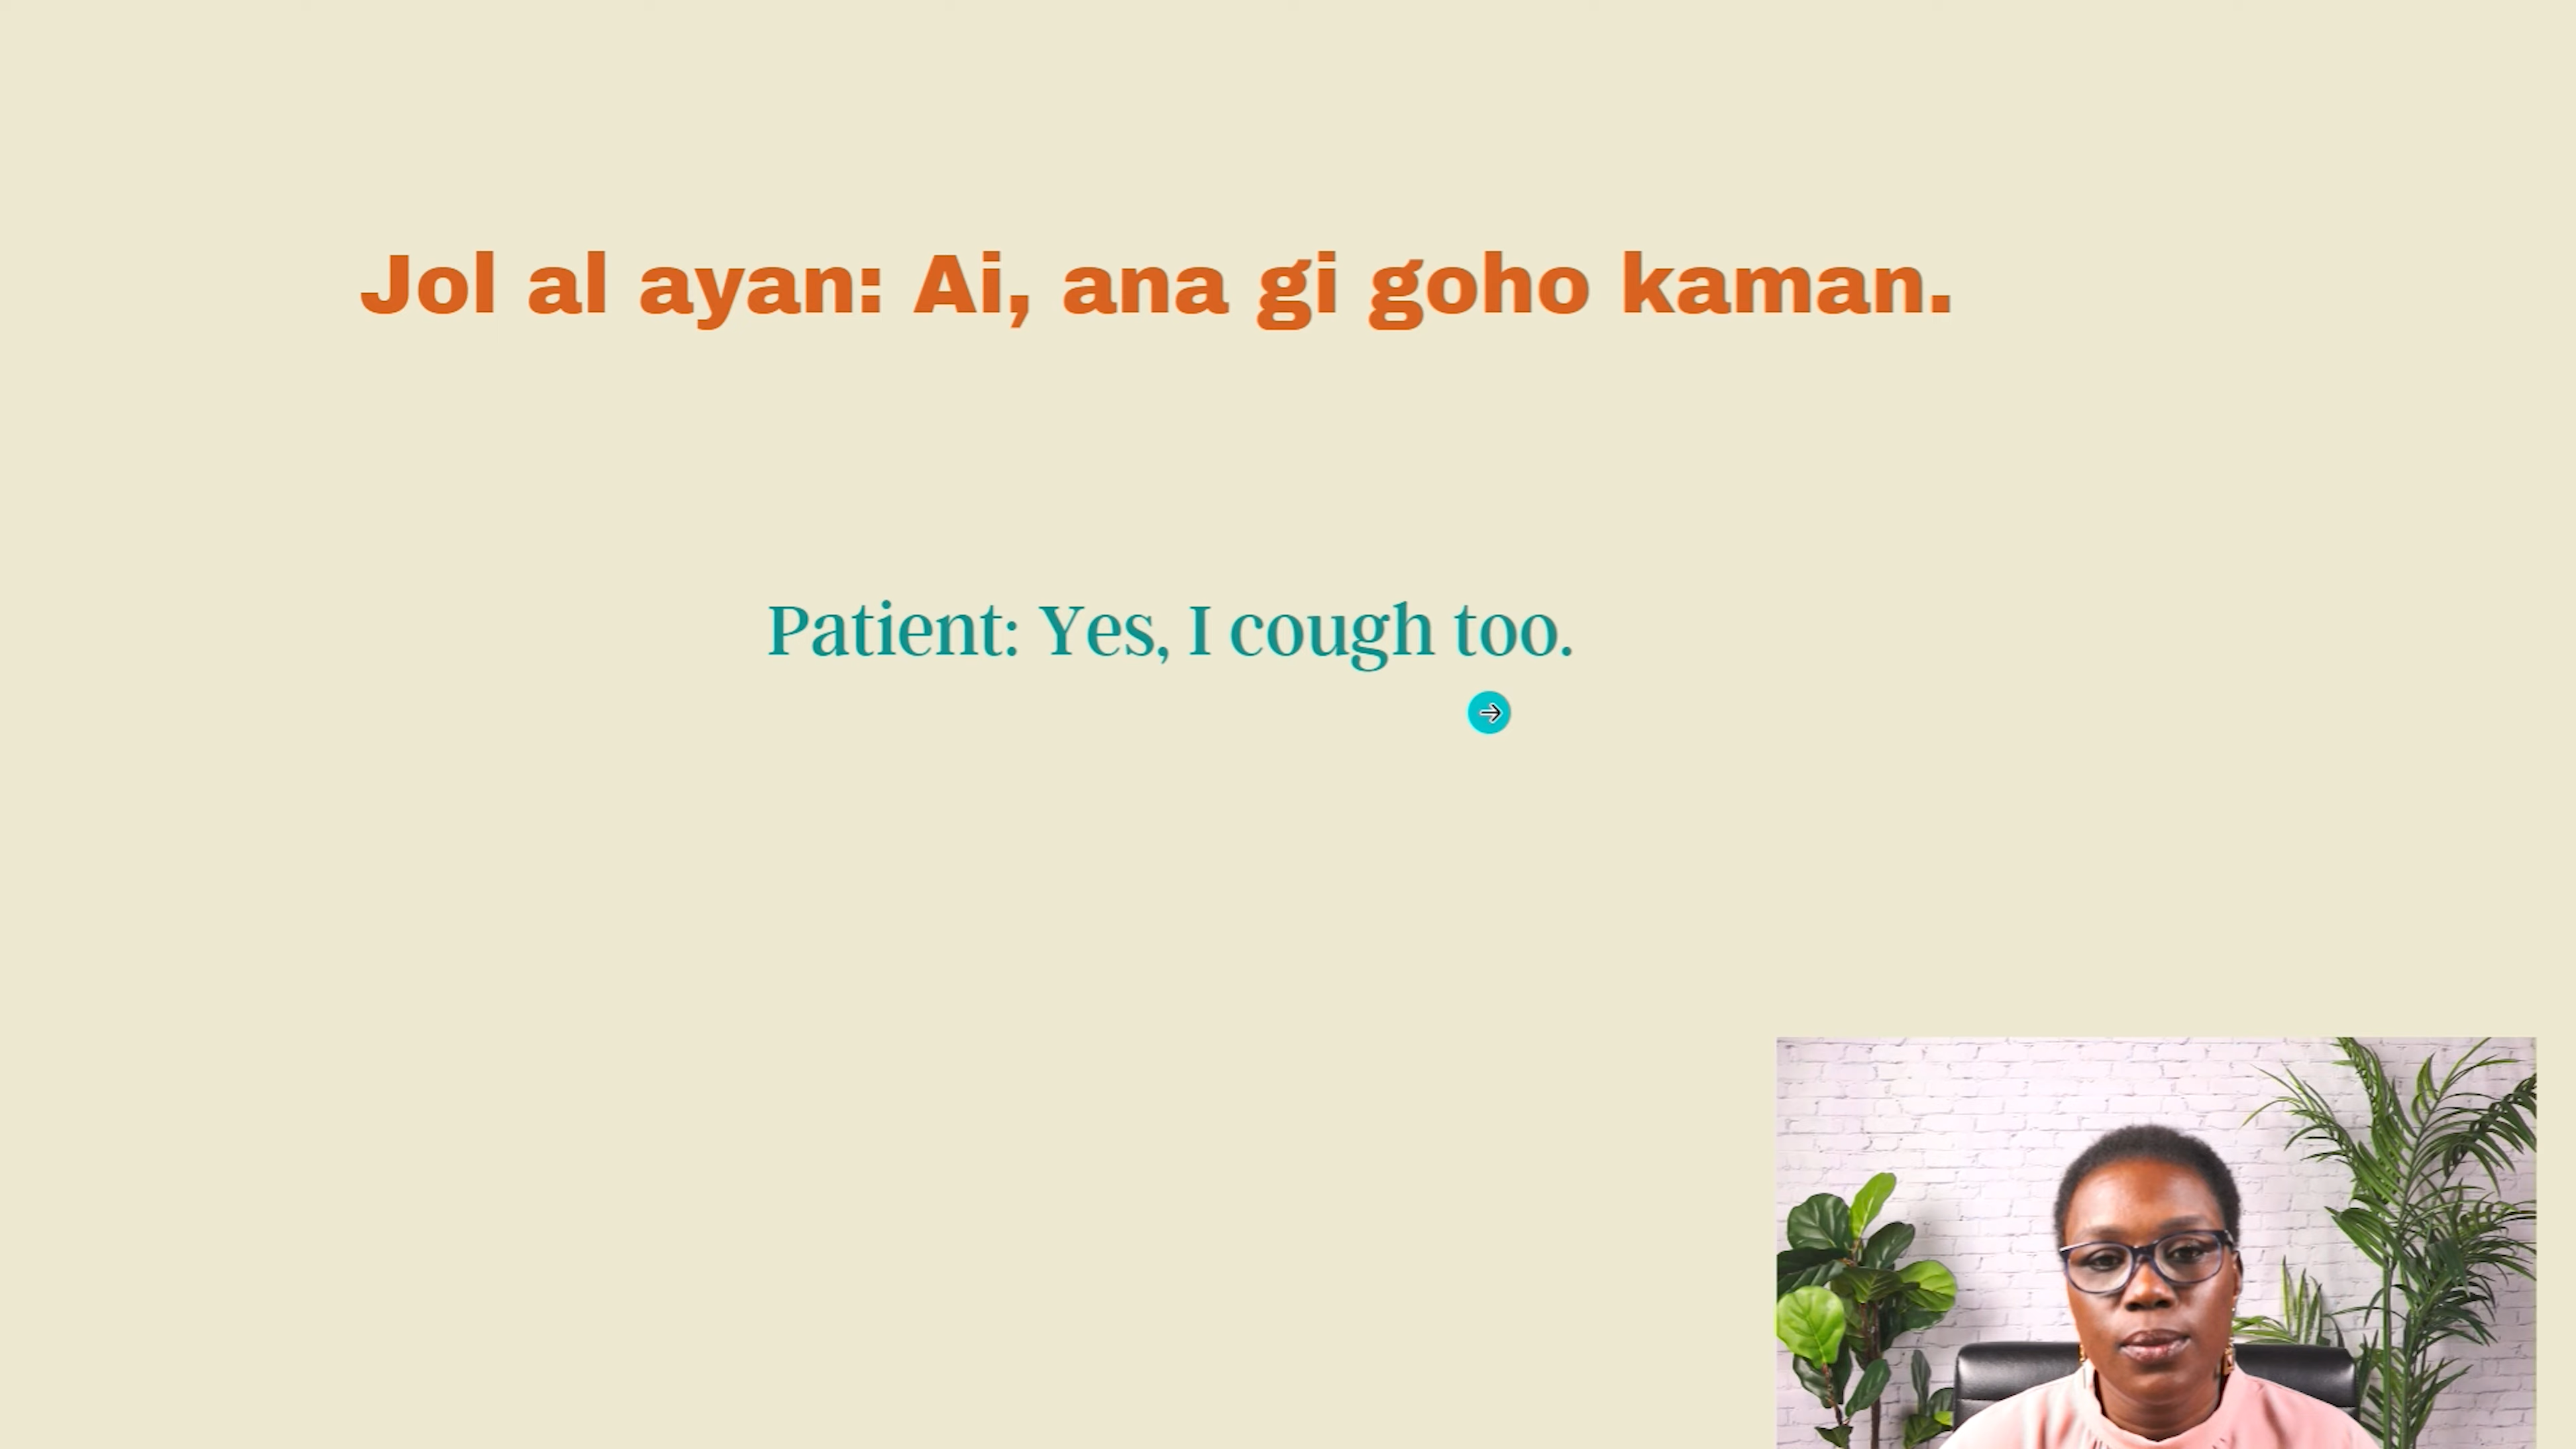 Jol al ayan: Ai, ana gi goho kaman.
Patient: Yes, I cough too.